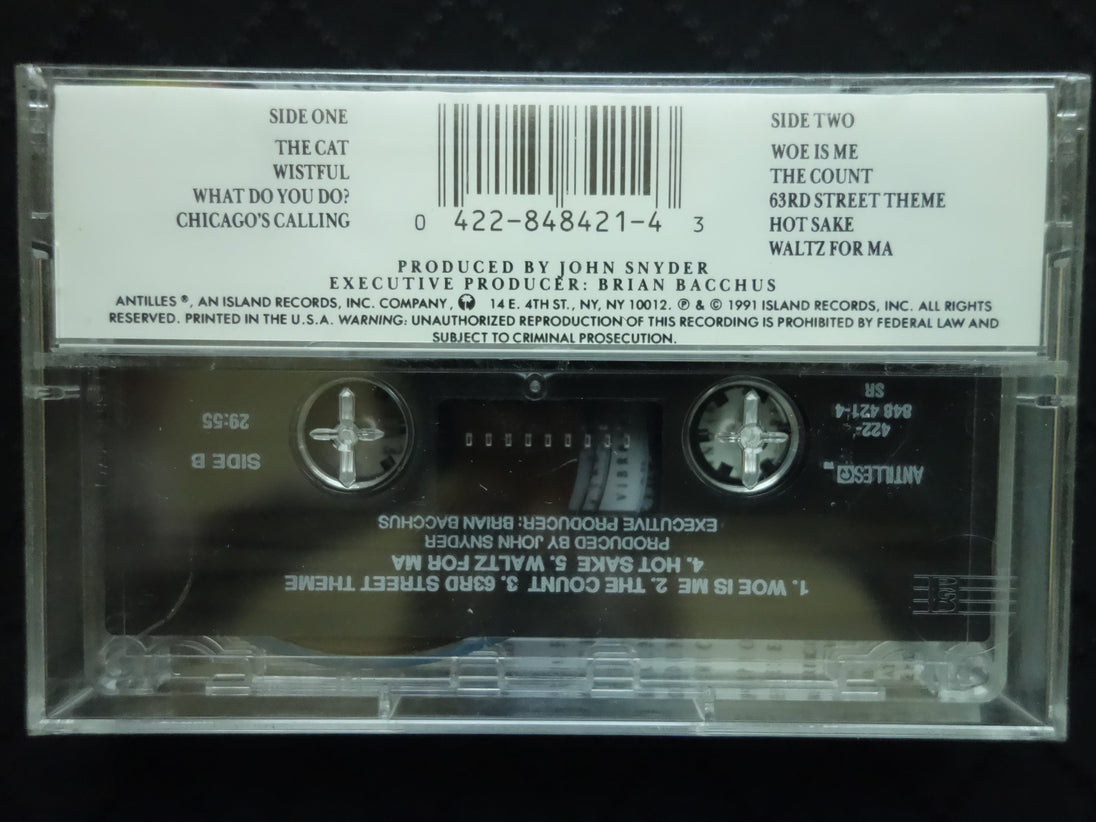 SIDE ONE
THE CAT
WISTFUL
WHAT DO YOU DO?
CHICAGO'S CALLING
0 422-848421-4 3
SIDE TWO
WOE IS ME
THE COUNT
63RD STREET THEME
HOT SAKE
WALTZ FOR MA
PRODUCED BY JOHN SNYDER
EXECUTIVE PRODUCER: BRIAN BACCHUS
ANTILLES ®, AN ISLAND RECORDS, INC. COMPANY, 14 E. 4TH ST., NY, NY 10012. ℗ & © 1991 ISLAND RECORDS, INC. ALL RIGHTS
RESERVED. PRINTED IN THE U.S.A. WARNING: UNAUTHORIZED REPRODUCTION OF THIS RECORDING IS PROHIBITED BY FEDERAL LAW AND
SUBJECT TO CRIMINAL PROSECUTION.
1. WOE IS ME 2. THE COUNT 3. 63RD STREET THEME
4. HOT SAKE 5. WALTZ FOR MA
PRODUCED BY JOHN SNYDER
EXECUTIVE PRODUCER: BRIAN BACCHUS
ANTILLES
SIDE B
422-
848 421-4
SR
29:55